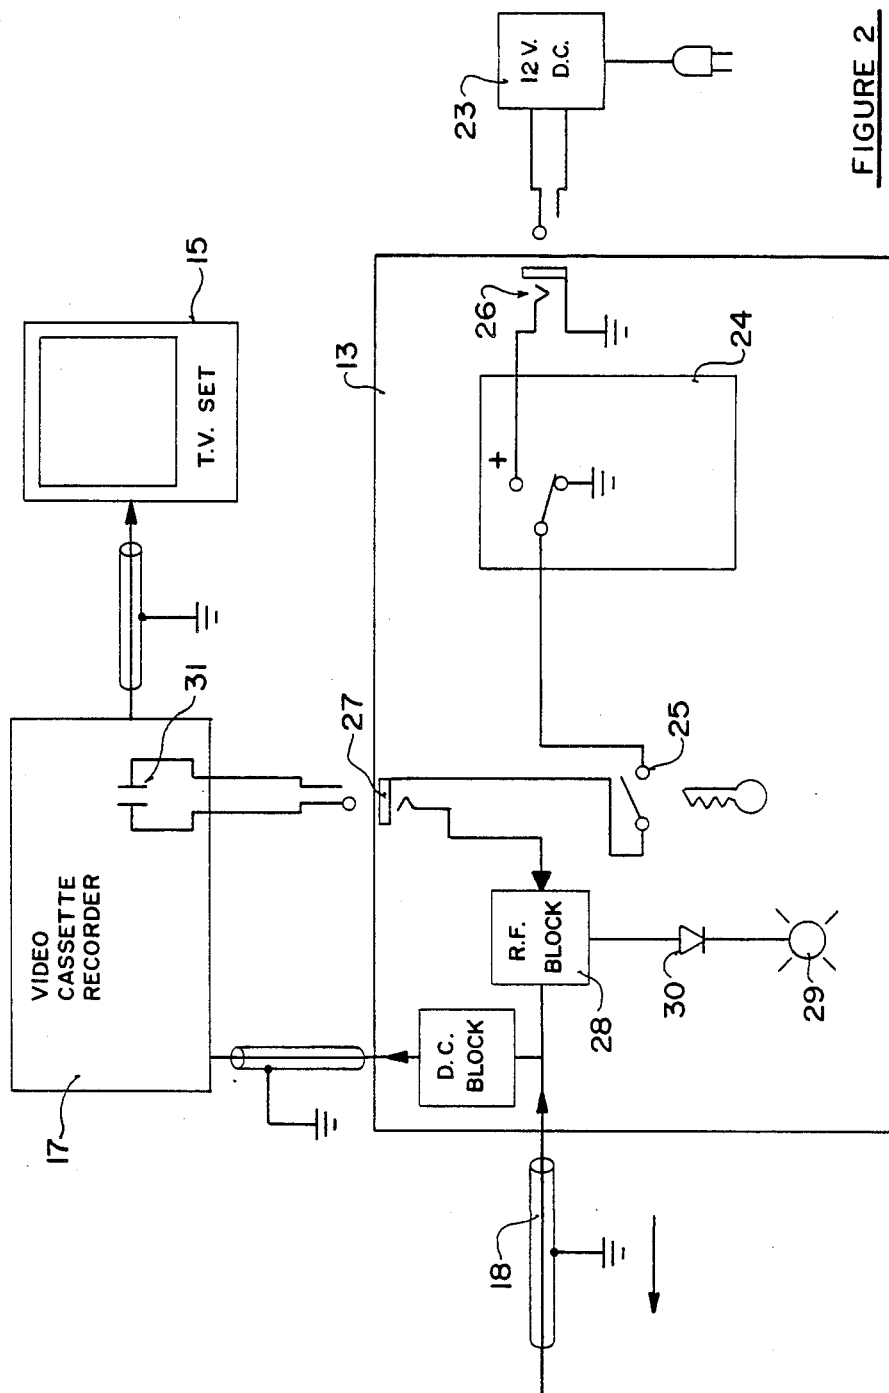 15
T.V. SET
31
VIDEO
CASSETTE
RECORDER
17
27
13
26
23
12 V.
D.C.
+
24
25
D.C.
BLOCK
R.F.
BLOCK
28
30
29
18
FIGURE 2